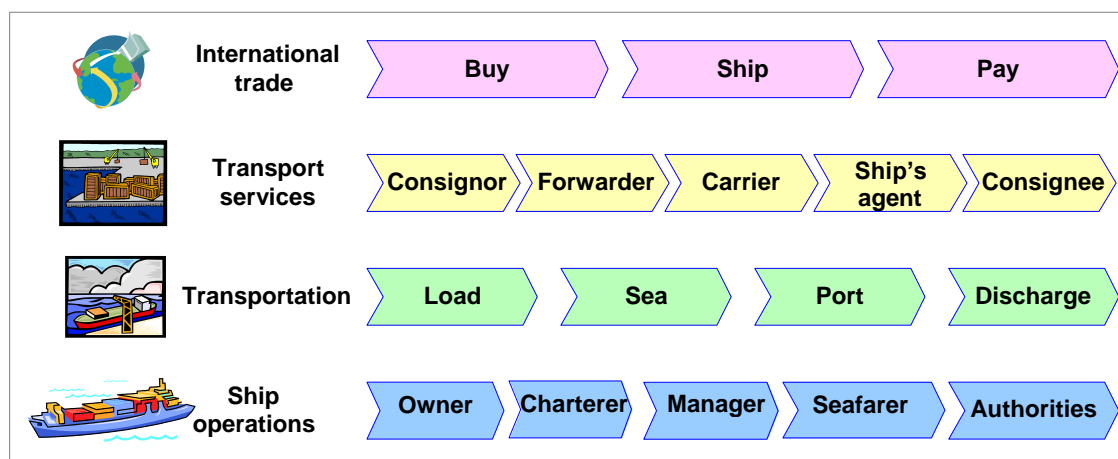 International
trade
Buy
Ship
Pay
Transport
services
Consignor
Forwarder
Carrier
Ship’s
agent
Consignee
Transportation
Load
Sea
Port
Discharge
Ship
operations
Owner
Charterer
Manager
Seafarer
Authorities